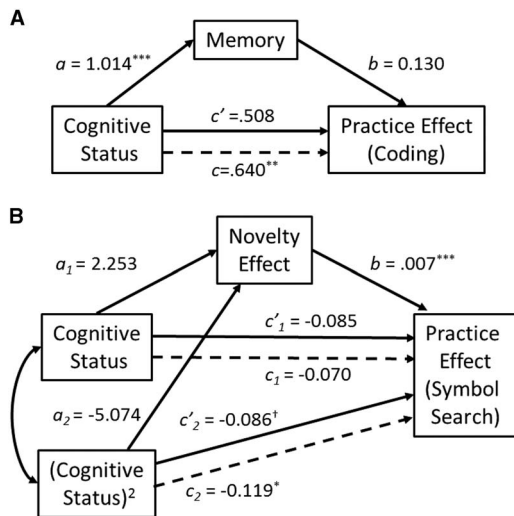 A
Memory
a = 1.014***
b = 0.130
Cognitive
Status
c' =.508
c=.640**
Practice Effect
(Coding)
B
Novelty
Effect
a1 = 2.253
b = .007***
Cognitive
Status
c'1 = -0.085
c1 = -0.070
Practice
Effect
(Symbol
Search)
a2 = -5.074
c'2 = -0.086†
(Cognitive
Status)2
c2 = -0.119*